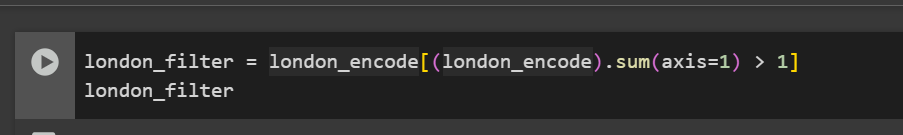 london_filter = london_encode[(london_encode).sum(axis=1) > 1]
london_filter